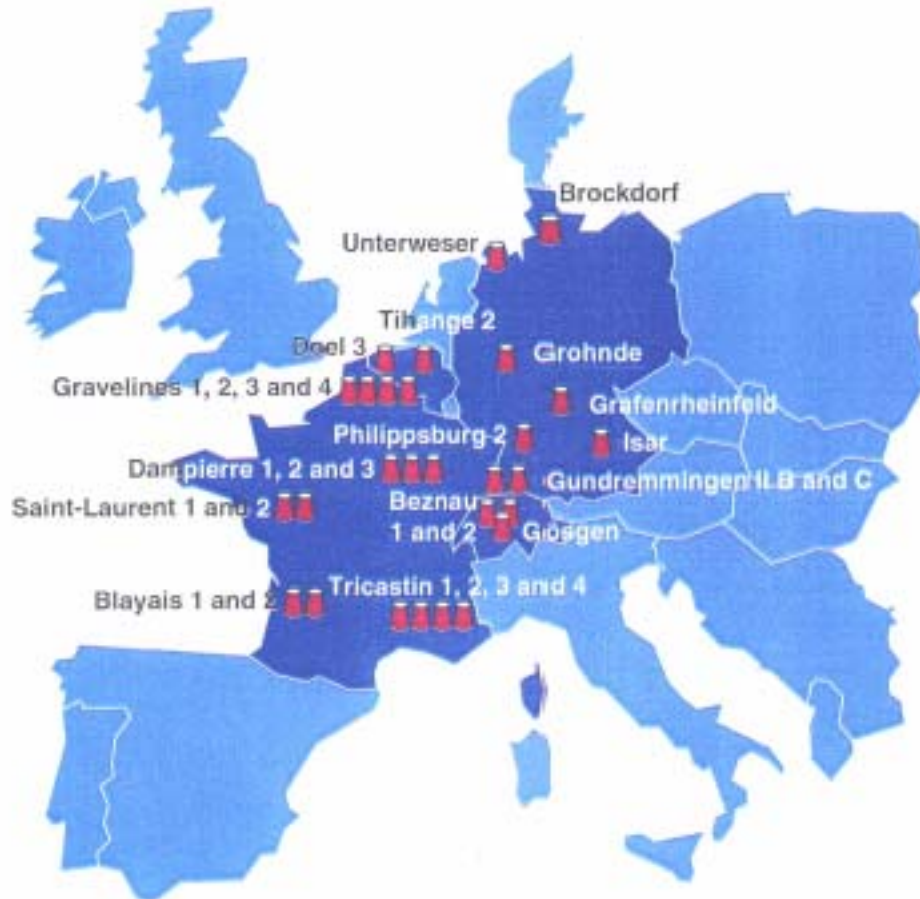 Brockdorf
Unterweser
Tihange 2
Doel 3
Grohnde
Gravelines 1, 2, 3 and 4
Grafenrheinfeld
Philippsburg 2
Isar
Dampierre 1, 2 and 3
Gundremmingen II B and C
Saint-Laurent 1 and 2
Beznau
1 and 2
Gösgen
Tricastin 1, 2, 3 and 4
Blayais 1 and 2